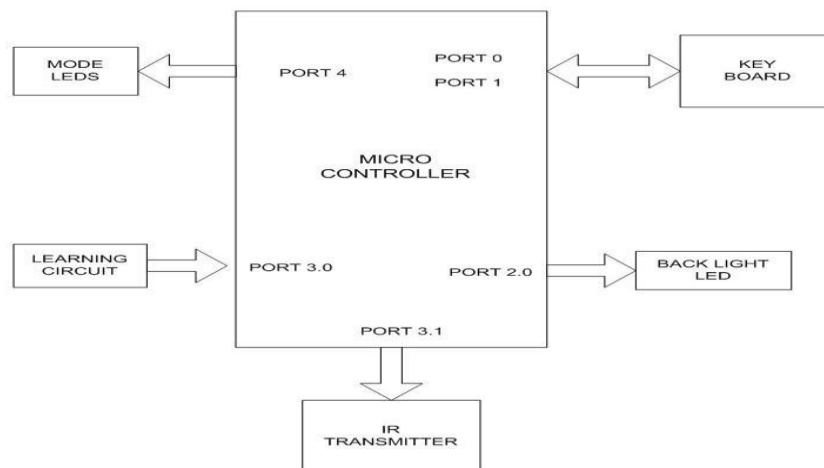 MODE
LEDS
PORT 4
PORT 0
PORT 1
KEY
BOARD
MICRO
CONTROLLER
LEARNING
CIRCUIT
PORT 3.0
PORT 2.0
BACK LIGHT
LED
PORT 3.1
IR
TRANSMITTER